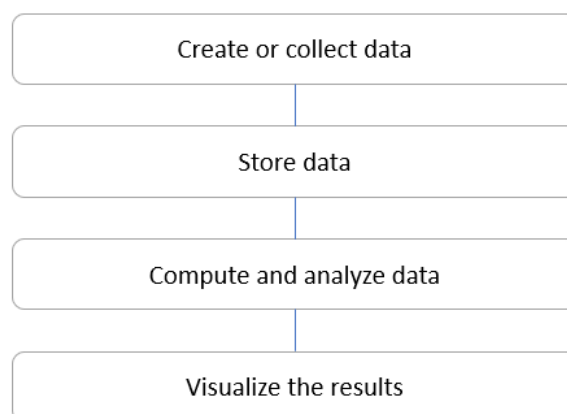 Create or collect data
Store data
Compute and analyze data
Visualize the results